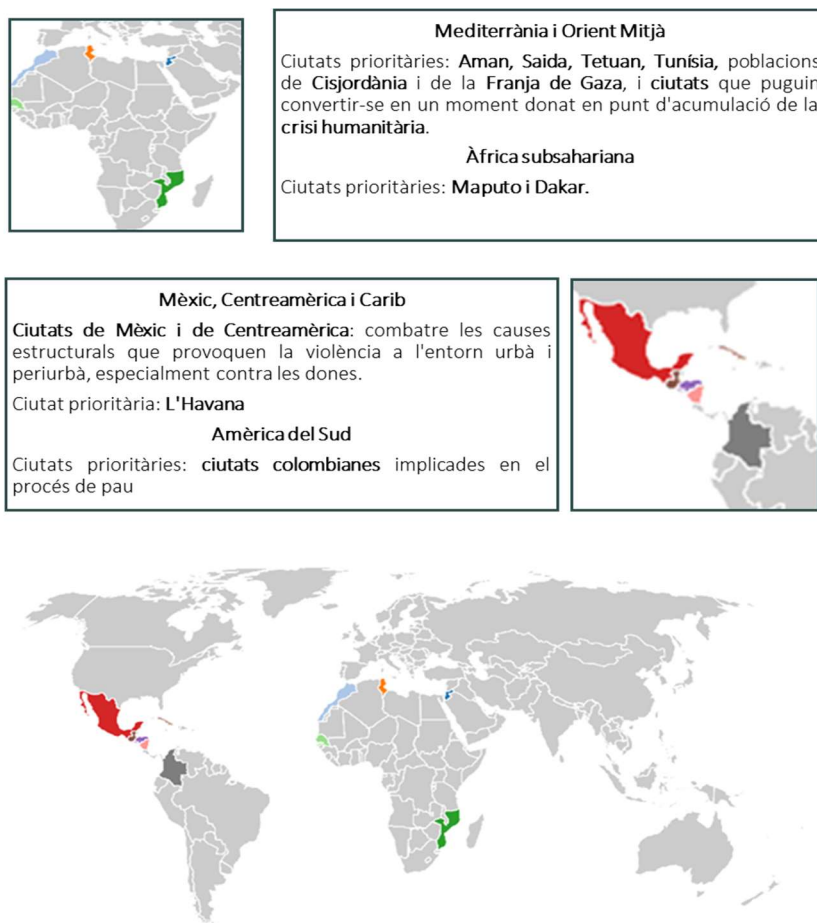 Mediterrània i Orient Mitjà
Ciutats prioritàries: Aman, Saida, Tetuan, Tunísia, poblacions
de Cisjordània i de la Franja de Gaza, i ciutats que puguin
convertir-se en un moment donat en punt d'acumulació de la
crisi humanitària.
Àfrica subsahariana
Ciutats prioritàries: Maputo i Dakar.
Mèxic, Centreamèrica i Carib
Ciutats de Mèxic i de Centreamèrica: combatre les causes
estructurals que provoquen la violència a l'entorn urbà i
periurbà, especialment contra les dones.
Ciutat prioritària: L'Havana
Amèrica del Sud
Ciutats prioritàries: ciutats colombianes implicades en el
procés de pau